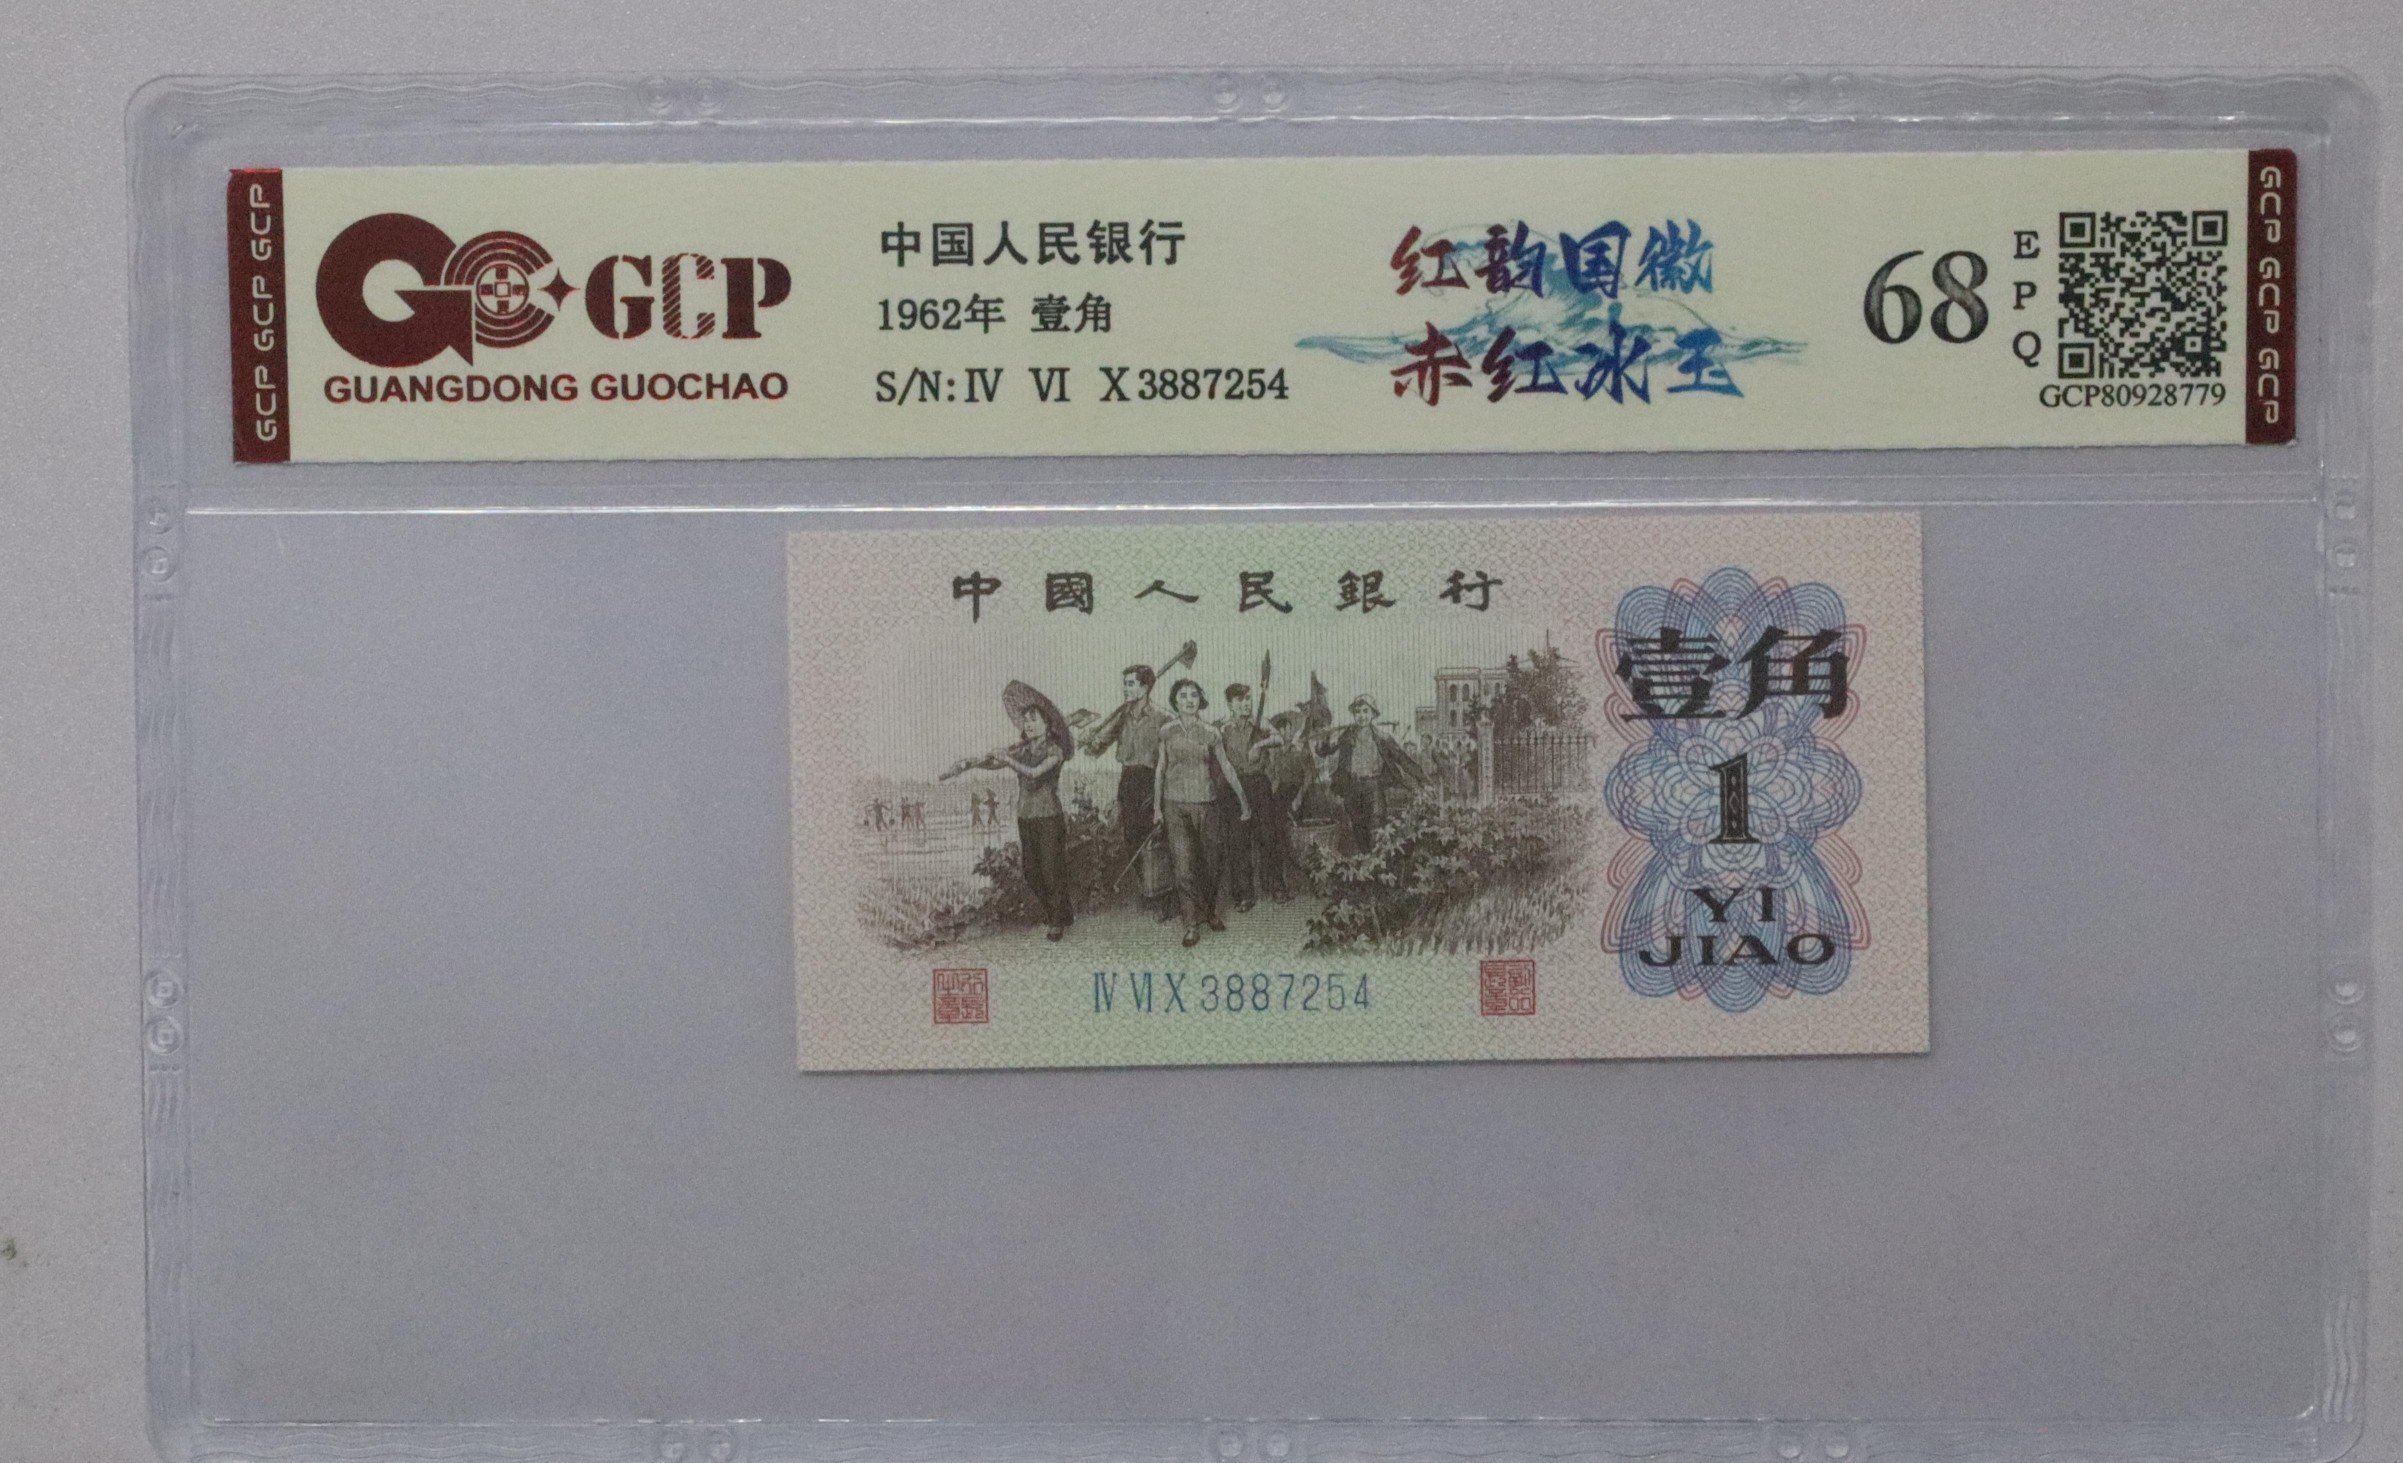 GCP GCP GCP
GCP
GUANGDONG GUOCHAO
中国人民银行
1962年 壹角
S/N: IV VI X 3887254
红韵国徽
赤红冰玉
68
EPQ
GCP80928779
GCP GCP GCP
中國人民銀行
壹角
1
YI
JIAO
IV VI X 3887254